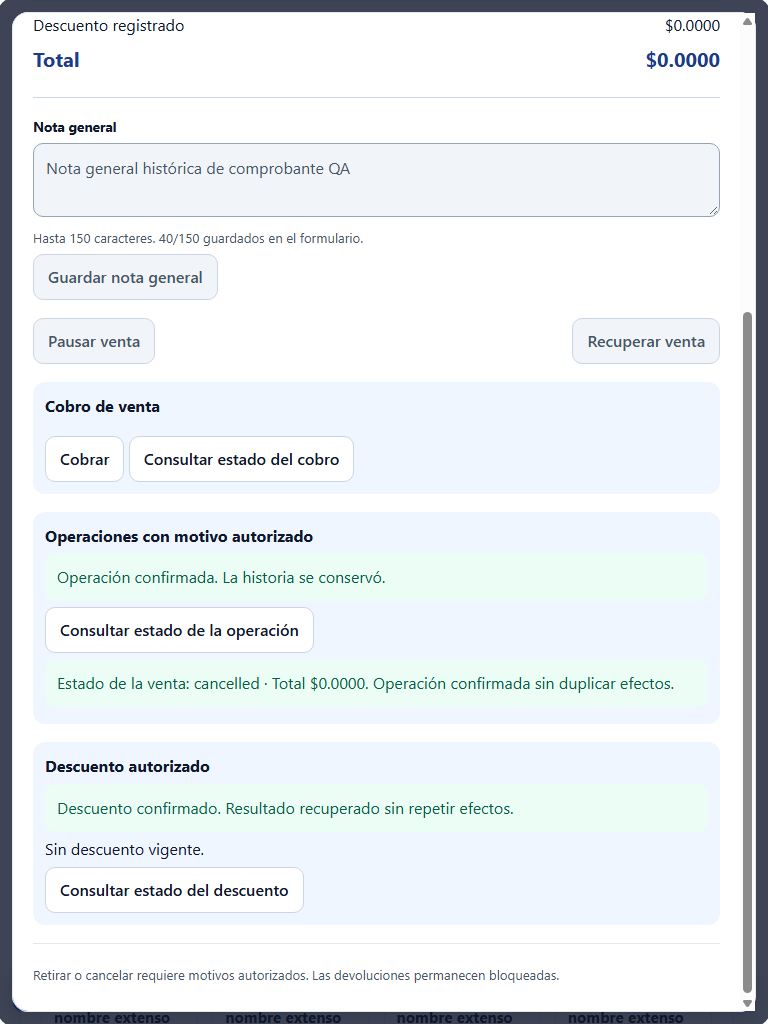 Descuento registrado $0.0000
Total $0.0000
Nota general
Nota general histórica de comprobante QA
Hasta 150 caracteres. 40/150 guardados en el formulario.
Guardar nota general
Pausar venta Recuperar venta
Cobro de venta
Cobrar Consultar estado del cobro
Operaciones con motivo autorizado
Operación confirmada. La historia se conservó.
Consultar estado de la operación
Estado de la venta: cancelled · Total $0.0000. Operación confirmada sin duplicar efectos.
Descuento autorizado
Descuento confirmado. Resultado recuperado sin repetir efectos.
Sin descuento vigente.
Consultar estado del descuento
Retirar o cancelar requiere motivos autorizados. Las devoluciones permanecen bloqueadas.
nombre extenso nombre extenso nombre extenso nombre extenso